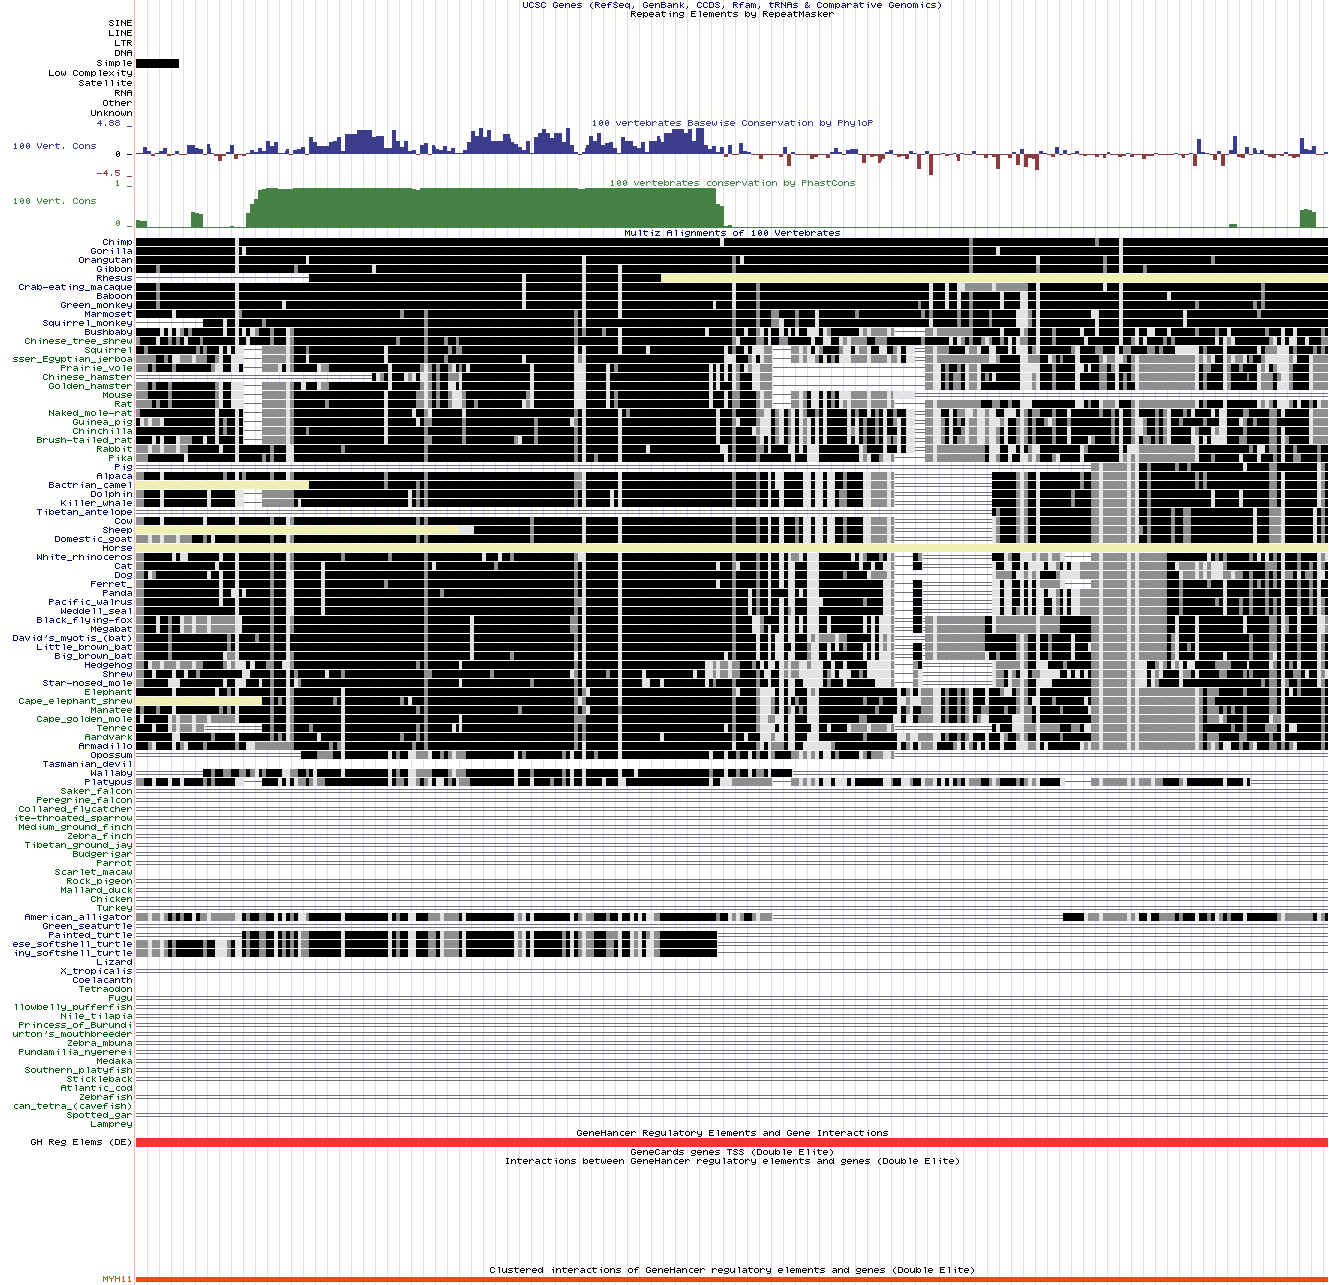 UCSC Genes (RefSeq, GenBank, CCDS, Rfam, tRNAs & Comparative Genomics)
Repeating Elements by RepeatMasker
SINE
LINE
LTR
DNA
Simple
Low Complexity
Satellite
RNA
Other
Unknown
4.88 _
100 vertebrates Basewise Conservation by PhyloP
100 Vert. Cons
0 _
-4.5 _
100 vertebrates conservation by PhastCons
1 _
100 Vert. Cons
0 _
Multiz Alignments of 100 Vertebrates
Chimp
Gorilla
Orangutan
Gibbon
Rhesus
Crab-eating_macaque
Baboon
Green_monkey
Marmoset
Squirrel_monkey
Bushbaby
Chinese_tree_shrew
Squirrel
sser_Egyptian_jerboa
Prairie_vole
Chinese_hamster
Golden_hamster
Mouse
Rat
Naked_mole-rat
Guinea_pig
Chinchilla
Brush-tailed_rat
Rabbit
Pika
Pig
Alpaca
Bactrian_camel
Dolphin
Killer_whale
Tibetan_antelope
Cow
Sheep
Domestic_goat
Horse
White_rhinoceros
Cat
Dog
Ferret_
Panda
Pacific_walrus
Weddell_seal
Black_flying-fox
Megabat
David's_myotis_(bat)
Little_brown_bat
Big_brown_bat
Hedgehog
Shrew
Star-nosed_mole
Elephant
Cape_elephant_shrew
Manatee
Cape_golden_mole
Tenrec
Aardvark
Armadillo
Opossum
Tasmanian_devil
Wallaby
Platypus
Saker_falcon
Peregrine_falcon
Collared_flycatcher
ite-throated_sparrow
Medium_ground_finch
Zebra_finch
Tibetan_ground_jay
Budgerigar
Parrot
Scarlet_macaw
Rock_pigeon
Mallard_duck
Chicken
Turkey
American_alligator
Green_seaturtle
Painted_turtle
ese_softshell_turtle
iny_softshell_turtle
Lizard
X_tropicalis
Coelacanth
Tetraodon
Fugu
llowbelly_pufferfish
Nile_tilapia
Princess_of_Burundi
urton's_mouthbreeder
Zebra_mbuna
Pundamilia_nyererei
Medaka
Southern_platyfish
Stickleback
Atlantic_cod
Zebrafish
can_tetra_(cavefish)
Spotted_gar
Lamprey
GeneHancer Regulatory Elements and Gene Interactions
GH Reg Elems (DE)
GeneCards genes TSS (Double Elite)
Interactions between GeneHancer regulatory elements and genes (Double Elite)
Clustered interactions of GeneHancer regulatory elements and genes (Double Elite)
MYH11